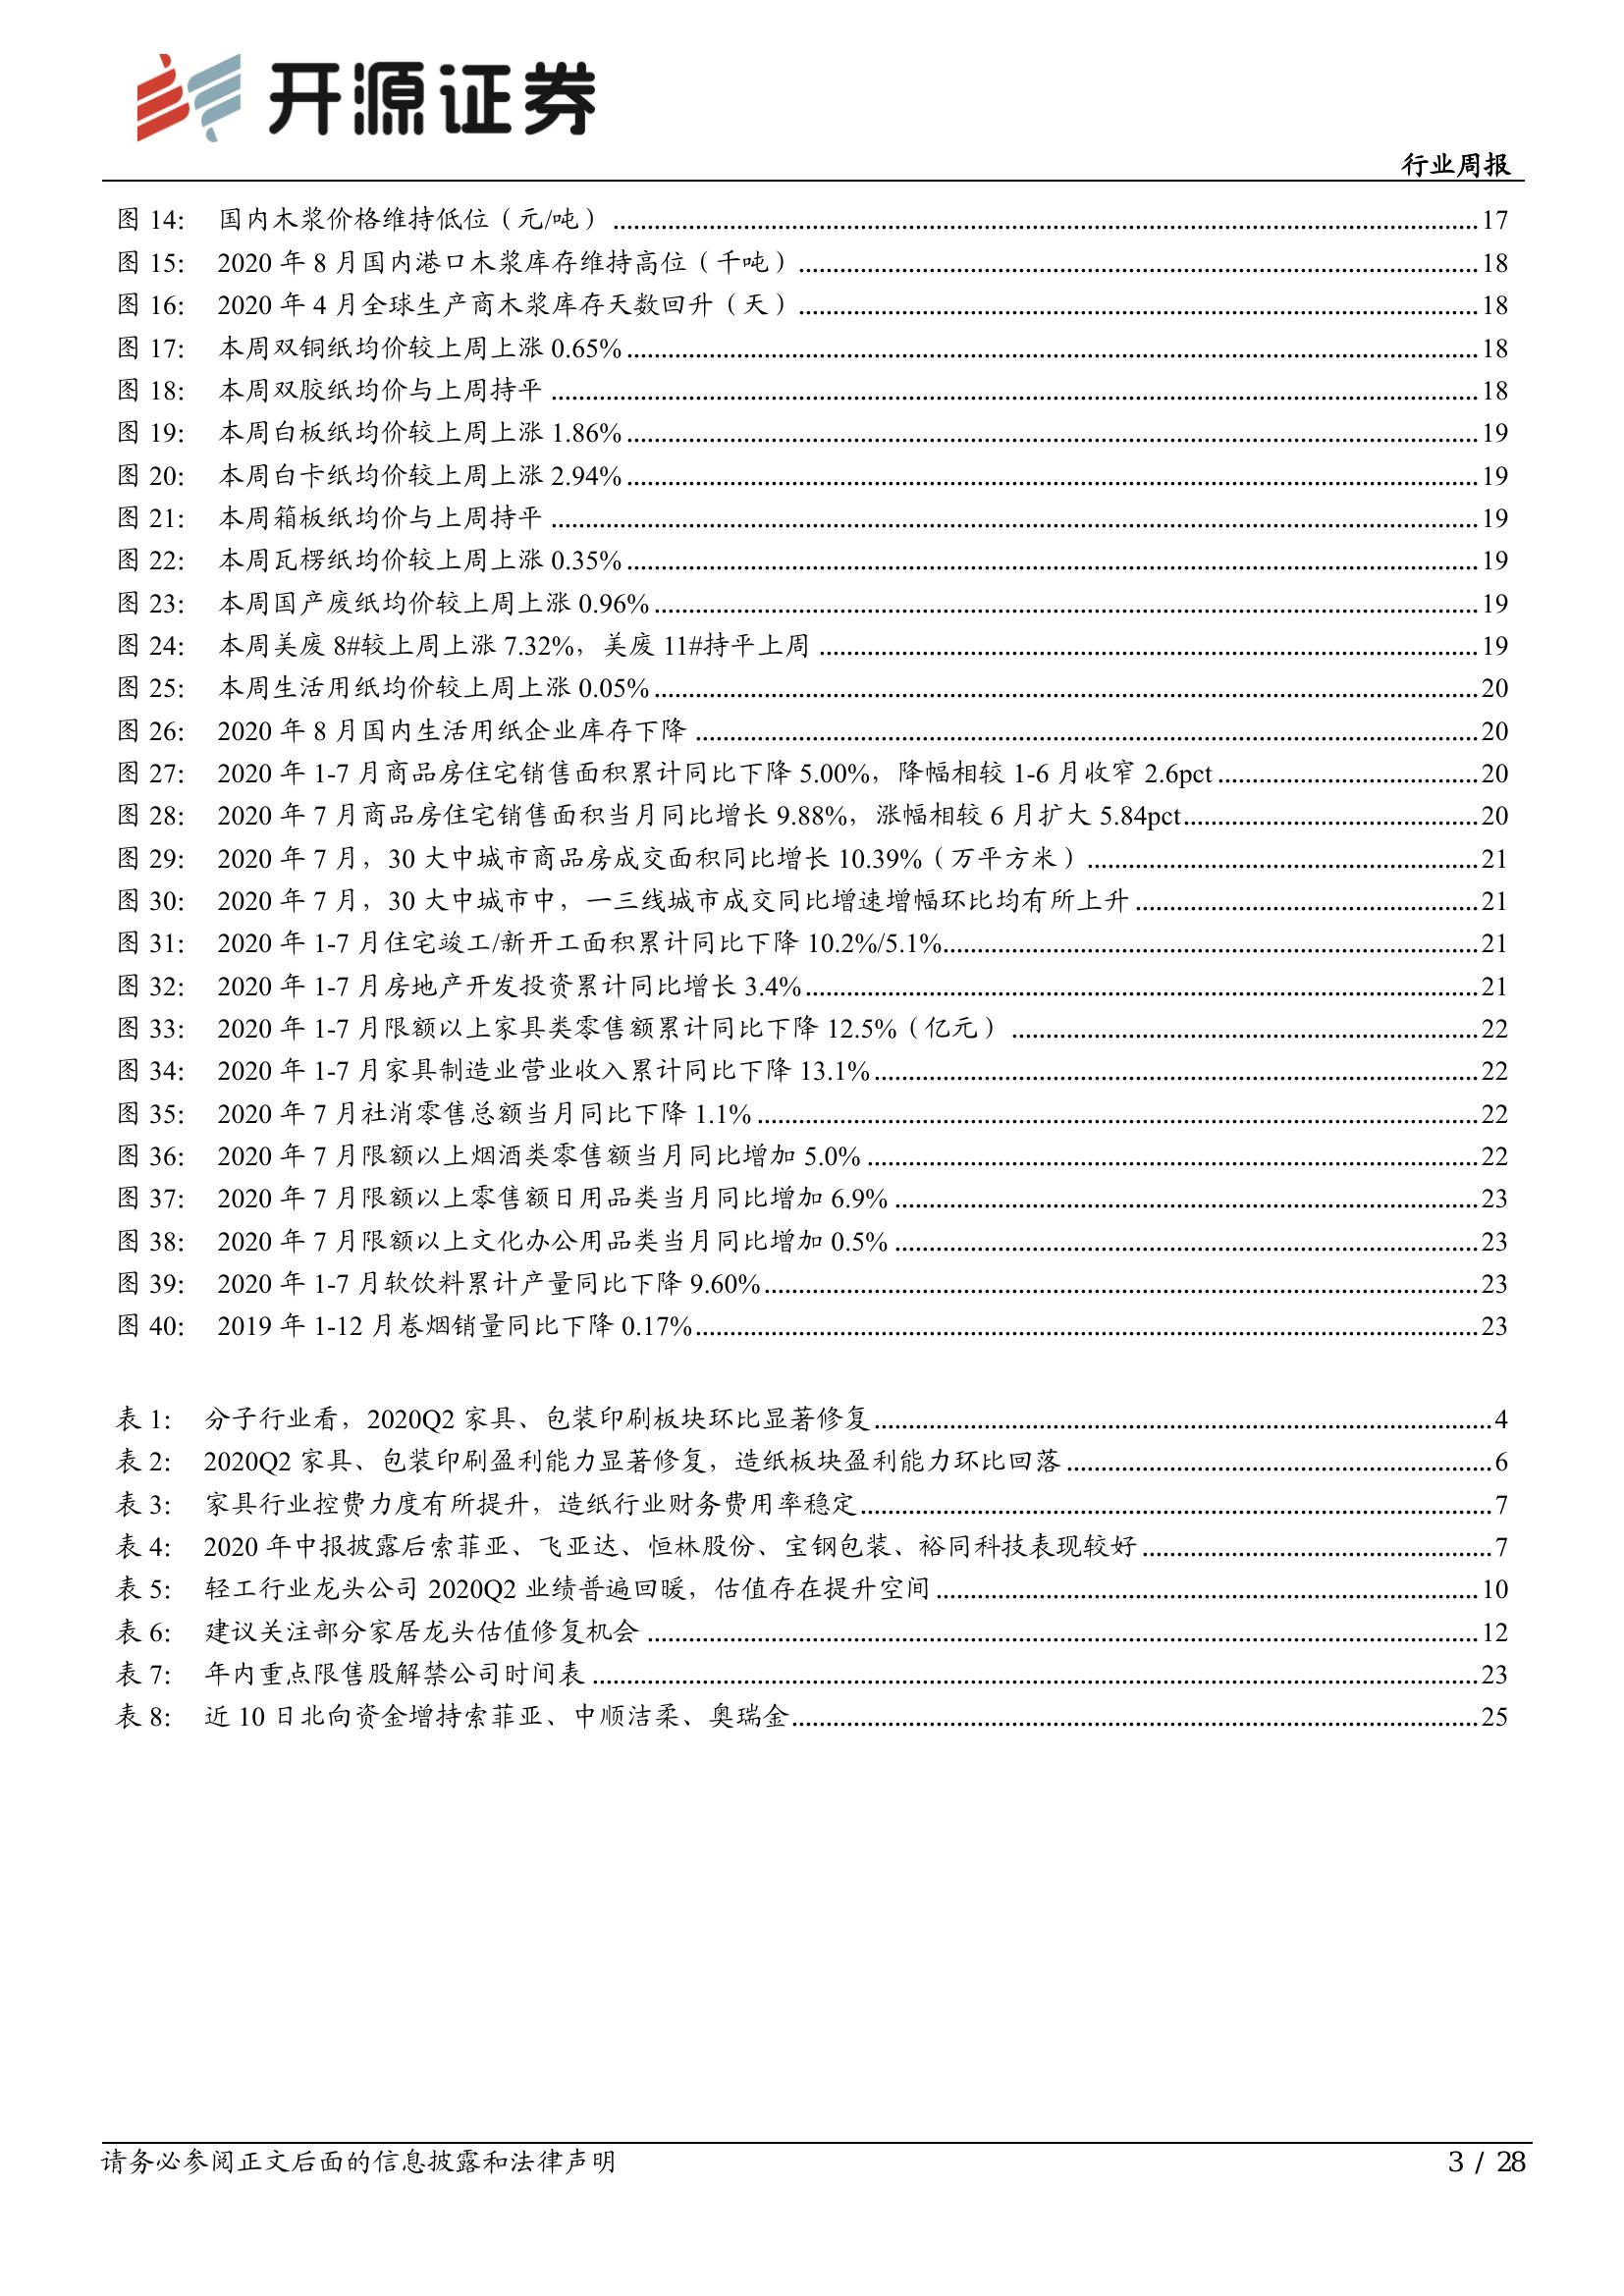 开源证券
行业周报
图 14： 国内木浆价格维持低位（元/吨）........17
图 15： 2020 年 8 月国内港口木浆库存维持高位（千吨）........18
图 16： 2020 年 4 月全球生产商木浆库存天数回升（天）........18
图 17： 本周双铜纸均价较上周上涨 0.65%........18
图 18： 本周双胶纸均价与上周持平........18
图 19： 本周白板纸均价较上周上涨 1.86%........19
图 20： 本周白卡纸均价较上周上涨 2.94%........19
图 21： 本周箱板纸均价与上周持平........19
图 22： 本周瓦楞纸均价较上周上涨 0.35%........19
图 23： 本周国产废纸均价较上周上涨 0.96%........19
图 24： 本周美废 8#较上周上涨 7.32%，美废 11#持平上周........19
图 25： 本周生活用纸均价较上周上涨 0.05%........20
图 26： 2020 年 8 月国内生活用纸企业库存下降........20
图 27： 2020 年 1-7 月商品房住宅销售面积累计同比下降 5.00%，降幅相较 1-6 月收窄 2.6pct........20
图 28： 2020 年 7 月商品房住宅销售面积当月同比增长 9.88%，涨幅相较 6 月扩大 5.84pct........20
图 29： 2020 年 7 月，30 大中城市商品房成交面积同比增长 10.39%（万平方米）........21
图 30： 2020 年 7 月，30 大中城市中，一三线城市成交同比增速增幅环比均有所上升........21
图 31： 2020 年 1-7 月住宅竣工/新开工面积累计同比下降 10.2%/5.1%........21
图 32： 2020 年 1-7 月房地产开发投资累计同比增长 3.4%........21
图 33： 2020 年 1-7 月限额以上家具类零售额累计同比下降 12.5%（亿元）........22
图 34： 2020 年 1-7 月家具制造业营业收入累计同比下降 13.1%........22
图 35： 2020 年 7 月社消零售总额当月同比下降 1.1%........22
图 36： 2020 年 7 月限额以上烟酒类零售额当月同比增加 5.0%........22
图 37： 2020 年 7 月限额以上零售额日用品类当月同比增加 6.9%........23
图 38： 2020 年 7 月限额以上文化办公用品类当月同比增加 0.5%........23
图 39： 2020 年 1-7 月软饮料累计产量同比下降 9.60%........23
图 40： 2019 年 1-12 月卷烟销量同比下降 0.17%........23
表 1： 分子行业看，2020Q2 家具、包装印刷板块环比显著修复........4
表 2： 2020Q2 家具、包装印刷盈利能力显著修复，造纸板块盈利能力环比回落........6
表 3： 家具行业控费力度有所提升，造纸行业财务费用率稳定........7
表 4： 2020 年中报披露后索菲亚、飞亚达、恒林股份、宝钢包装、裕同科技表现较好........7
表 5： 轻工行业龙头公司 2020Q2 业绩普遍回暖，估值存在提升空间........10
表 6： 建议关注部分家居龙头估值修复机会........12
表 7： 年内重点限售股解禁公司时间表........23
表 8： 近 10 日北向资金增持索菲亚、中顺洁柔、奥瑞金........25
请务必参阅正文后面的信息披露和法律声明
3 / 28